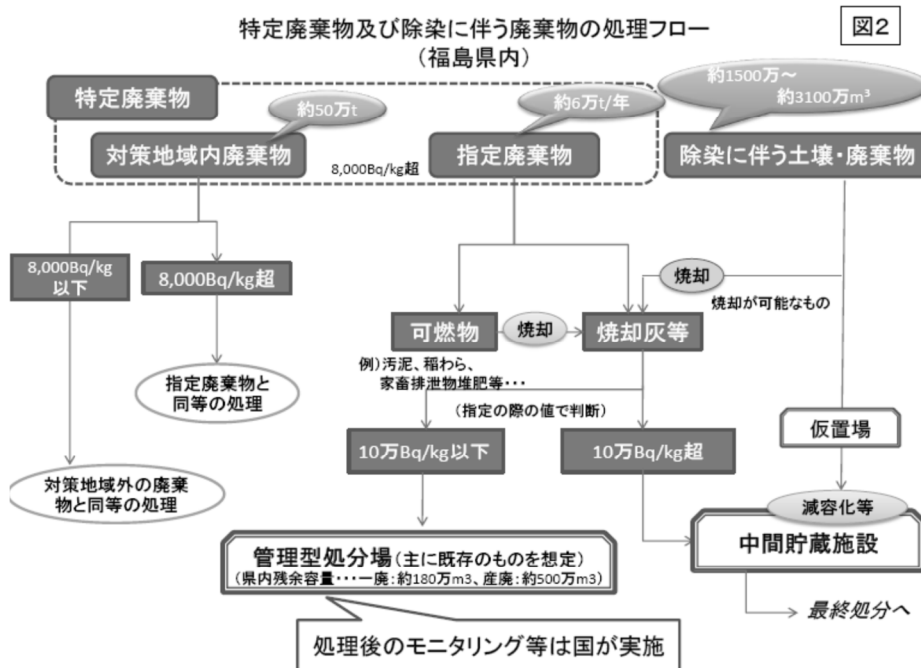 特定廃棄物及び除染に伴う廃棄物の処理フロー
（福島県内）
図2
特定廃棄物
約50万t
約6万t/年
約1500万～
約3100万m³
対策地域内廃棄物
指定廃棄物
8,000Bq/kg超
除染に伴う土壌・廃棄物
8,000Bq/kg
以下
8,000Bq/kg超
焼却
焼却が可能なもの
可燃物
焼却
焼却灰等
例）汚泥、稲わら、
家畜排泄物堆肥等・・・
指定廃棄物と
同等の処理
（指定の際の値で判断）
仮置場
10万Bq/kg以下
10万Bq/kg超
対策地域外の廃棄
物と同等の処理
減容化等
中間貯蔵施設
管理型処分場（主に既存のものを想定）
（県内残余容量・・・一廃：約180万m3、産廃：約500万m3）
最終処分へ
処理後のモニタリング等は国が実施